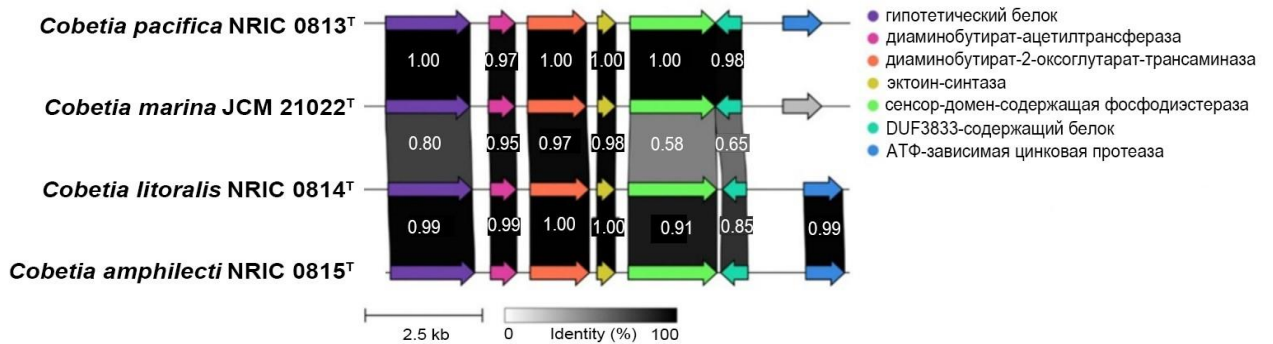 Cobetia pacifica NRIC 0813ᵀ
1.00 0.97 1.00 1.00 1.00 0.98
Cobetia marina JCM 21022ᵀ
0.80 0.95 0.97 0.98 0.58 0.65
Cobetia litoralis NRIC 0814ᵀ
0.99 0.99 1.00 1.00 0.91 0.85 0.99
Cobetia amphilecti NRIC 0815ᵀ
2.5 kb
0 Identity (%) 100
гипотетический белок
диаминобутират-ацетилтрансфераза
диаминобутират-2-оксоглутарат-трансаминаза
эктоин-синтаза
сенсор-домен-содержащая фосфодиэстераза
DUF3833-содержащий белок
АТФ-зависимая цинковая протеаза